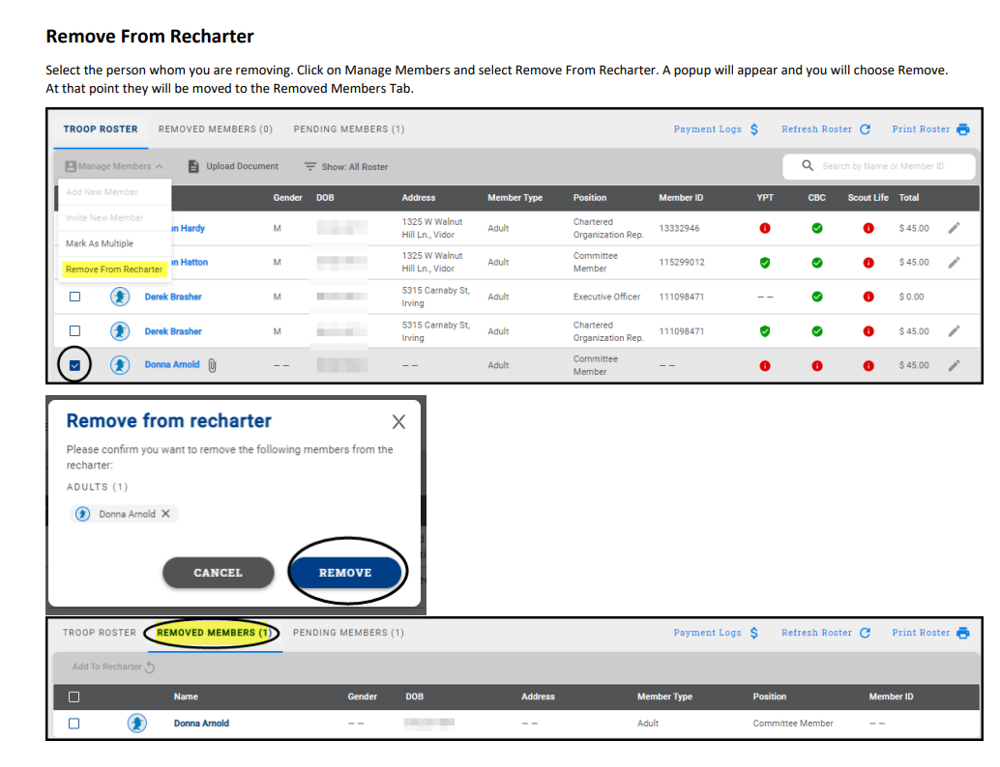 Remove From Recharter
Select the person whom you are removing. Click on Manage Members and select Remove From Recharter. A popup will appear and you will choose Remove.
At that point they will be moved to the Removed Members Tab.
TROOP ROSTER REMOVED MEMBERS (0) PENDING MEMBERS (1) Payment Logs $ Refresh Roster Print Roster
Manage Members Upload Document Show: All Roster Search by Name or Member ID
Add New Member
Invite New Member
Mark As Multiple
Remove From Recharter
Gender DOB Address Member Type Position Member ID YPT CBC Scout Life Total
on Hardy M 1325 W Walnut Hill Ln., Vidor Adult Chartered Organization Rep. 13332946 $ 45.00
on Hatton M 1325 W Walnut Hill Ln., Vidor Adult Committee Member 115299012 $ 45.00
Derek Brasher M 5315 Carnaby St, Irving Adult Executive Officer 111098471 – – $ 0.00
Derek Brasher M 5315 Carnaby St, Irving Adult Chartered Organization Rep. 111098471 $ 45.00
Donna Arnold – – – – Adult Committee Member – – $ 45.00
Remove from recharter
Please confirm you want to remove the following members from the
recharter:
ADULTS (1)
Donna Arnold
CANCEL REMOVE
TROOP ROSTER REMOVED MEMBERS (1) PENDING MEMBERS (1) Payment Logs $ Refresh Roster Print Roster
Add To Recharter
Name Gender DOB Address Member Type Position Member ID
Donna Arnold – – – – Adult Committee Member – –